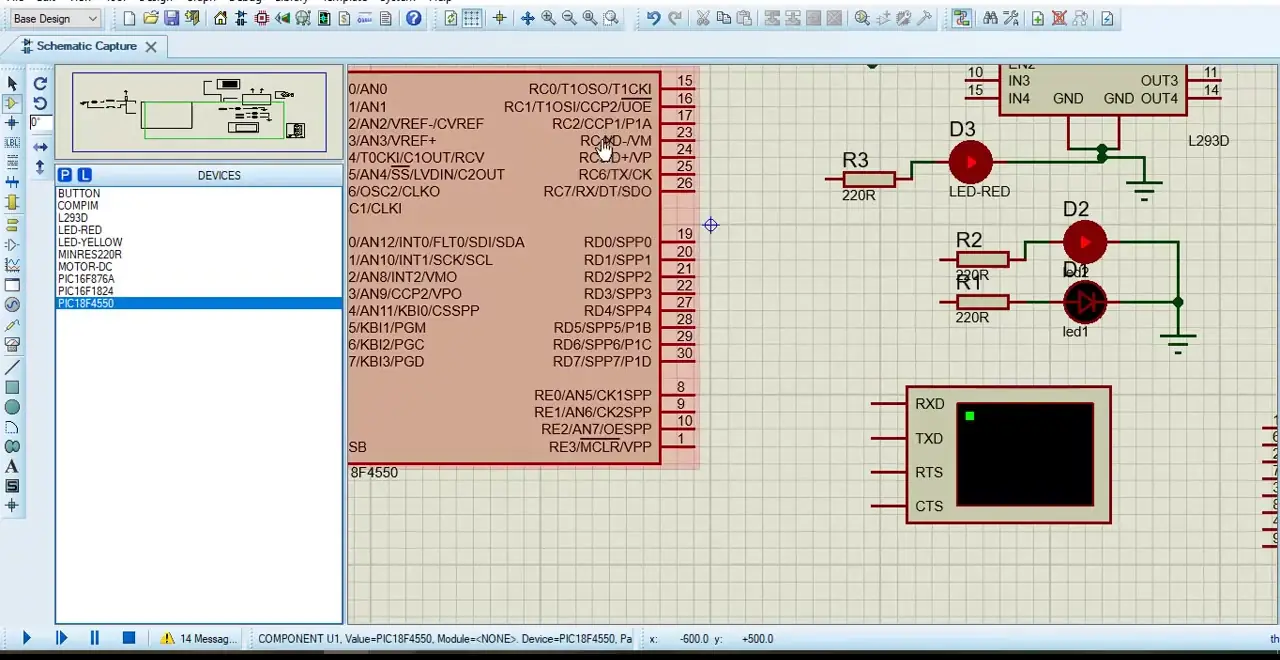 Base Design
Schematic Capture
0°
LBL
DEVICES
P L
BUTTON
COMPIM
L293D
LED-RED
LED-YELLOW
MINRES220R
MOTOR-DC
PIC16F876A
PIC16F1824
PIC18F4550
0/AN0
1/AN1
2/AN2/VREF-/CVREF
3/AN3/VREF+
4/T0CKI/C1OUT/RCV
5/AN4/SS/LVDIN/C2OUT
6/OSC2/CLKO
C1/CLKI
0/AN12/INT0/FLT0/SDI/SDA
1/AN10/INT1/SCK/SCL
2/AN8/INT2/VMO
3/AN9/CCP2/VPO
4/AN11/KBI0/CSSPP
5/KBI1/PGM
6/KBI2/PGC
7/KBI3/PGD
SB
8F4550
RC0/T1OSO/T1CKI 15
RC1/T1OSI/CCP2/UOE 16
RC2/CCP1/P1A 17
D-/VM 23
D+/VP 24
RC6/TX/CK 25
RC7/RX/DT/SDO 26
RD0/SPP0 19
RD1/SPP1 20
RD2/SPP2 21
RD3/SPP3 22
RD4/SPP4 27
RD5/SPP5/P1B 28
RD6/SPP6/P1C 29
RD7/SPP7/P1D 30
RE0/AN5/CK1SPP 8
RE1/AN6/CK2SPP 9
RE2/AN7/OESPP 10
RE3/MCLR/VPP 1
10 IN3 OUT3 11
15 IN4 GND GND OUT4 14
L293D
D3
LED-RED
R3
220R
D2
led2
R2
220R
D1
led1
R1
220R
RXD
TXD
RTS
CTS
14 Messag...
COMPONENT U1, Value=PIC18F4550, Module=<NONE>. Device=PIC18F4550, Pa
x: -600.0 y: +500.0
th